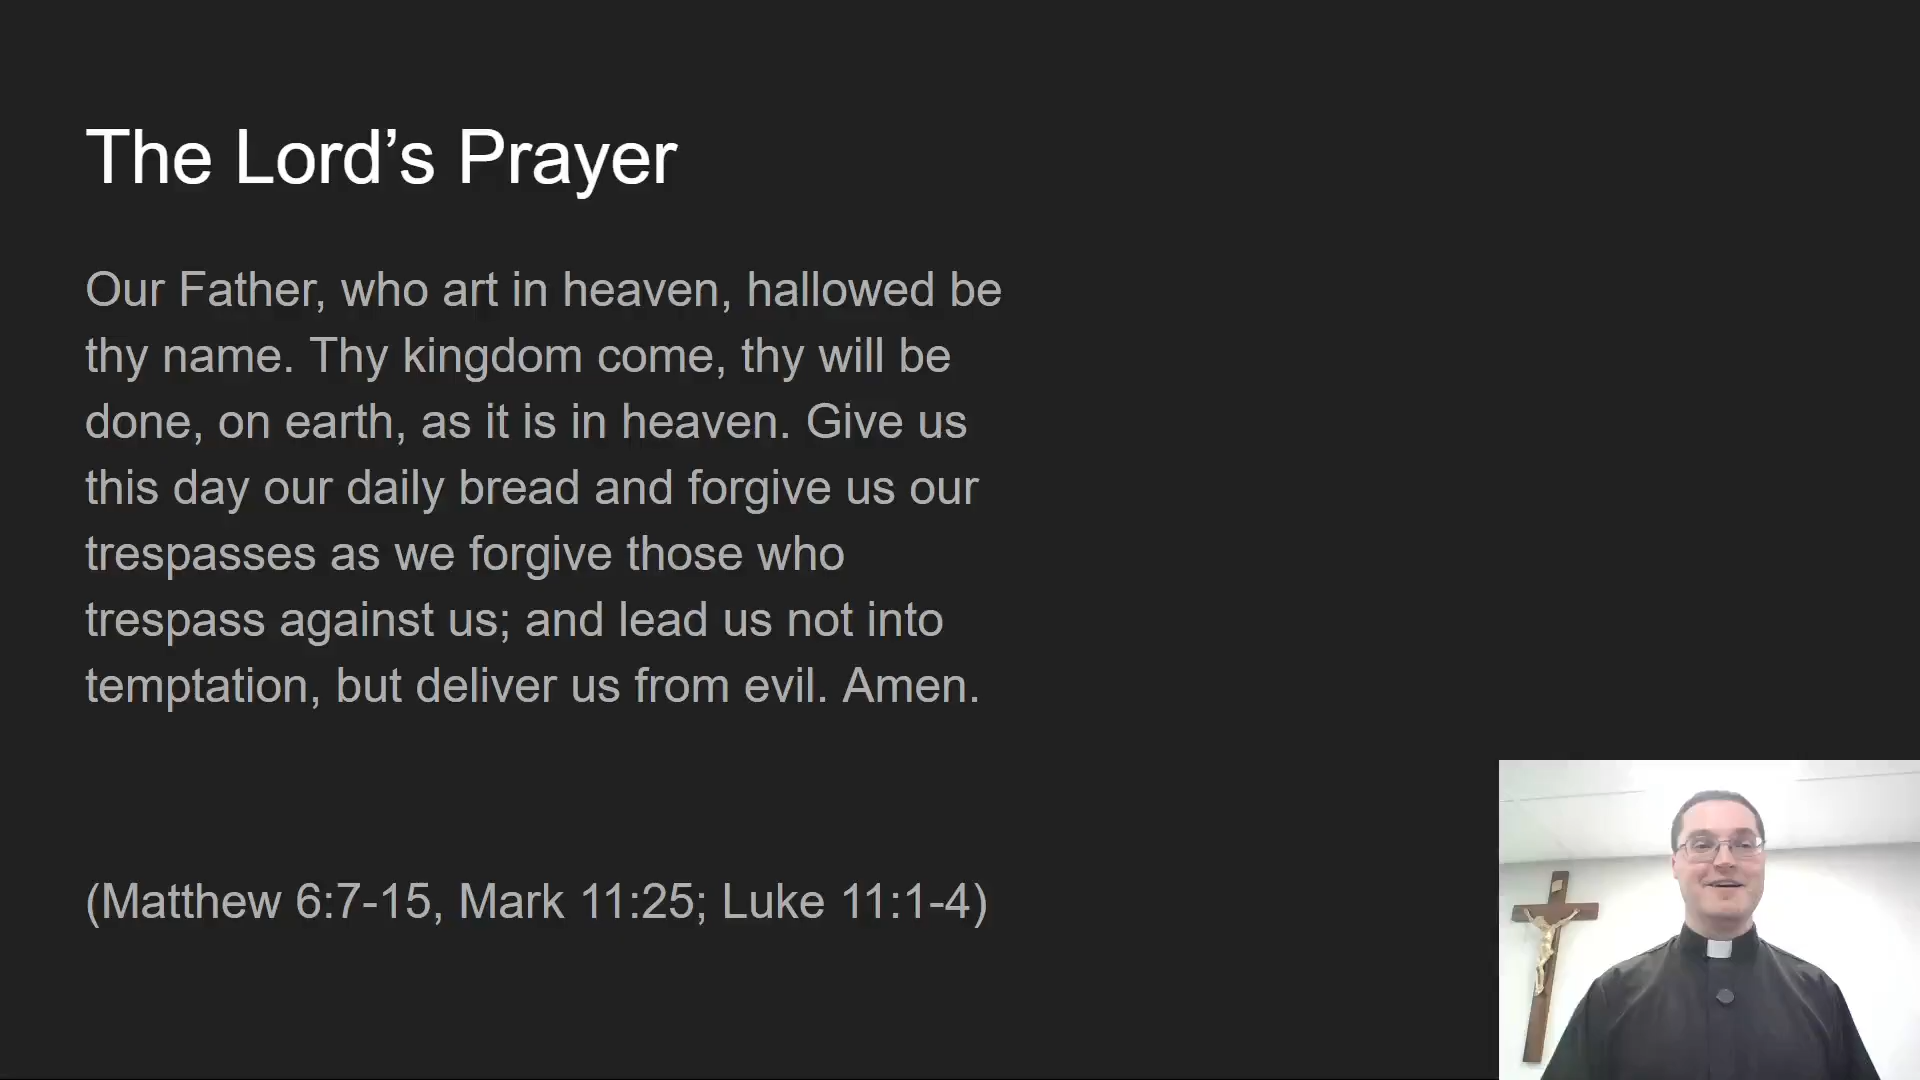 The Lord’s Prayer
Our Father, who art in heaven, hallowed be
thy name. Thy kingdom come, thy will be
done, on earth, as it is in heaven. Give us
this day our daily bread and forgive us our
trespasses as we forgive those who
trespass against us; and lead us not into
temptation, but deliver us from evil. Amen.
(Matthew 6:7-15, Mark 11:25; Luke 11:1-4)